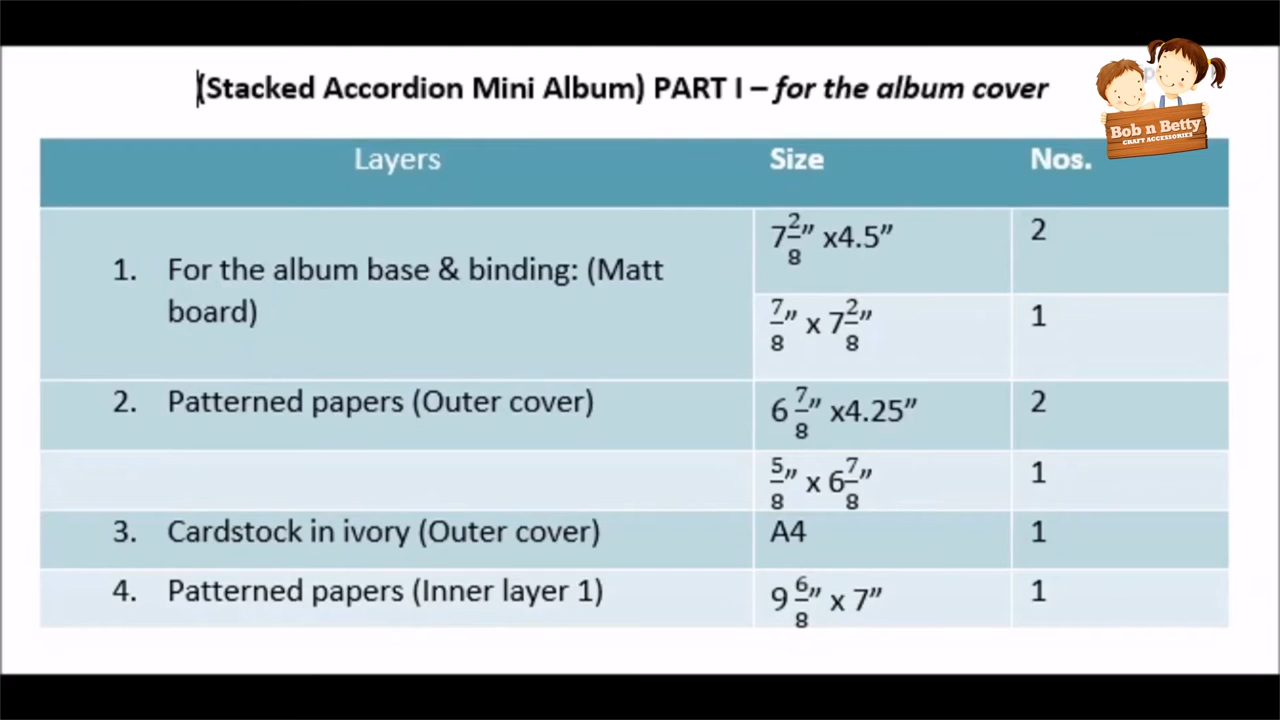 (Stacked Accordion Mini Album) PART I – for the album cover
Bob n Betty
CRAFT ACCESSORIES
Layers Size Nos.
1. For the album base & binding: (Matt board) 7 2/8” x4.5” 2
7/8” x 7 2/8” 1
2. Patterned papers (Outer cover) 6 7/8” x4.25” 2
5/8” x 6 7/8” 1
3. Cardstock in ivory (Outer cover) A4 1
4. Patterned papers (Inner layer 1) 9 6/8” x 7” 1